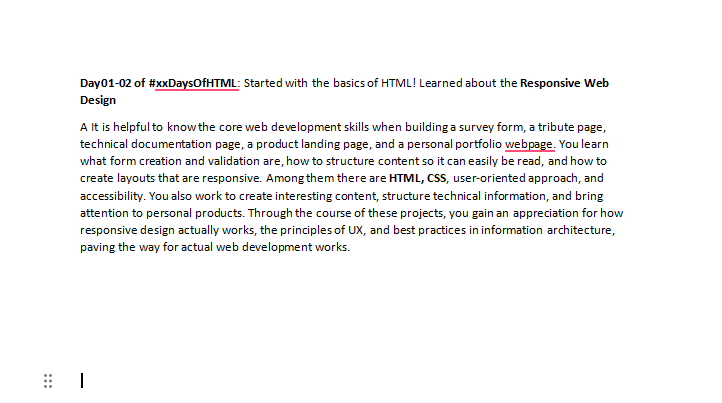 Day01-02 of #xxDaysOfHTML: Started with the basics of HTML! Learned about the Responsive Web
Design
A It is helpful to know the core web development skills when building a survey form, a tribute page,
technical documentation page, a product landing page, and a personal portfolio webpage. You learn
what form creation and validation are, how to structure content so it can easily be read, and how to
create layouts that are responsive. Among them there are HTML, CSS, user-oriented approach, and
accessibility. You also work to create interesting content, structure technical information, and bring
attention to personal products. Through the course of these projects, you gain an appreciation for how
responsive design actually works, the principles of UX, and best practices in information architecture,
paving the way for actual web development works.